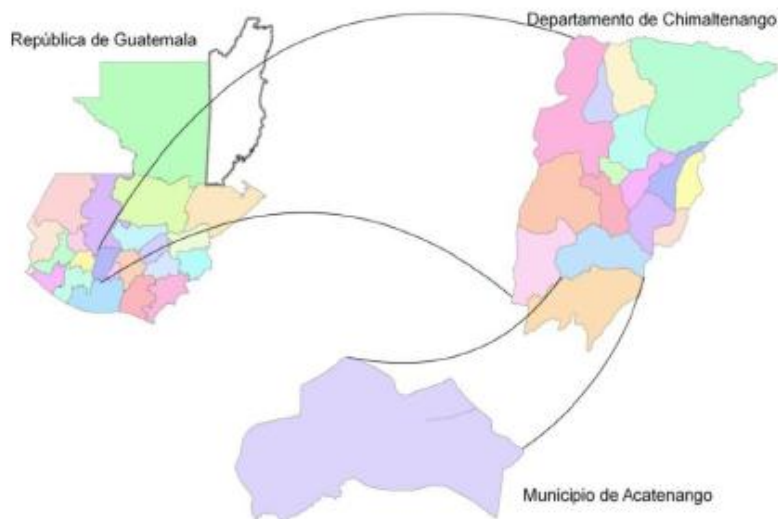 República de Guatemala
Departamento de Chimaltenango
Municipio de Acatenango